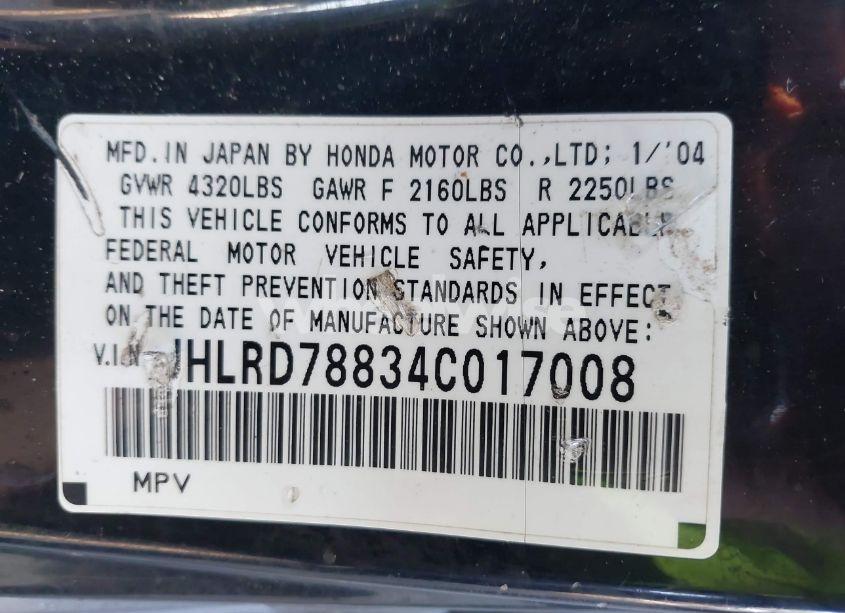 MFD. IN JAPAN BY HONDA MOTOR CO.,LTD; 1/'04
GVWR 4320LBS GAWR F 2160LBS R 2250LBS
THIS VEHICLE CONFORMS TO ALL APPLICABLE
FEDERAL MOTOR VEHICLE SAFETY,
AND THEFT PREVENTION STANDARDS IN EFFECT
ON THE DATE OF MANUFACTURE SHOWN ABOVE:
V.I.N. JHLRD78834C017008
MPV